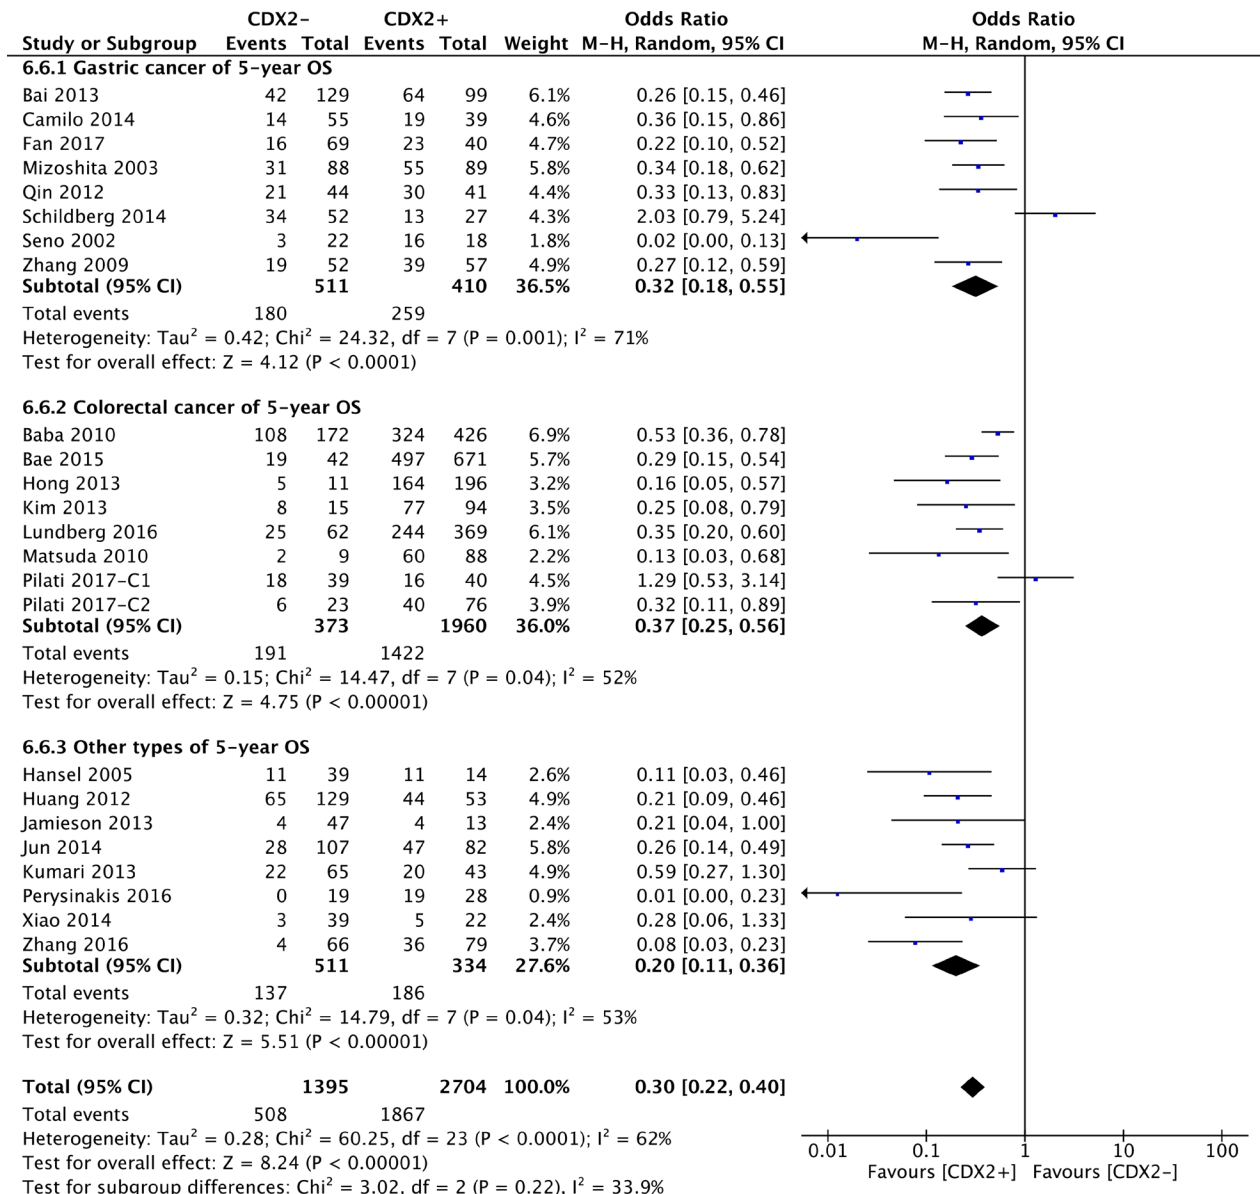 CDX2− CDX2+ Odds Ratio Odds Ratio
Study or Subgroup Events Total Events Total Weight M-H, Random, 95% CI M-H, Random, 95% CI
6.6.1 Gastric cancer of 5-year OS
Bai 2013 42 129 64 99 6.1% 0.26 [0.15, 0.46]
Camilo 2014 14 55 19 39 4.6% 0.36 [0.15, 0.86]
Fan 2017 16 69 23 40 4.7% 0.22 [0.10, 0.52]
Mizoshita 2003 31 88 55 89 5.8% 0.34 [0.18, 0.62]
Qin 2012 21 44 30 41 4.4% 0.33 [0.13, 0.83]
Schildberg 2014 34 52 13 27 4.3% 2.03 [0.79, 5.24]
Seno 2002 3 22 16 18 1.8% 0.02 [0.00, 0.13]
Zhang 2009 19 52 39 57 4.9% 0.27 [0.12, 0.59]
Subtotal (95% CI) 511 410 36.5% 0.32 [0.18, 0.55]
Total events 180 259
Heterogeneity: Tau² = 0.42; Chi² = 24.32, df = 7 (P = 0.001); I² = 71%
Test for overall effect: Z = 4.12 (P < 0.0001)
6.6.2 Colorectal cancer of 5-year OS
Baba 2010 108 172 324 426 6.9% 0.53 [0.36, 0.78]
Bae 2015 19 42 497 671 5.7% 0.29 [0.15, 0.54]
Hong 2013 5 11 164 196 3.2% 0.16 [0.05, 0.57]
Kim 2013 8 15 77 94 3.5% 0.25 [0.08, 0.79]
Lundberg 2016 25 62 244 369 6.1% 0.35 [0.20, 0.60]
Matsuda 2010 2 9 60 88 2.2% 0.13 [0.03, 0.68]
Pilati 2017-C1 18 39 16 40 4.5% 1.29 [0.53, 3.14]
Pilati 2017-C2 6 23 40 76 3.9% 0.32 [0.11, 0.89]
Subtotal (95% CI) 373 1960 36.0% 0.37 [0.25, 0.56]
Total events 191 1422
Heterogeneity: Tau² = 0.15; Chi² = 14.47, df = 7 (P = 0.04); I² = 52%
Test for overall effect: Z = 4.75 (P < 0.00001)
6.6.3 Other types of 5-year OS
Hansel 2005 11 39 11 14 2.6% 0.11 [0.03, 0.46]
Huang 2012 65 129 44 53 4.9% 0.21 [0.09, 0.46]
Jamieson 2013 4 47 4 13 2.4% 0.21 [0.04, 1.00]
Jun 2014 28 107 47 82 5.8% 0.26 [0.14, 0.49]
Kumari 2013 22 65 20 43 4.9% 0.59 [0.27, 1.30]
Perysinakis 2016 0 19 19 28 0.9% 0.01 [0.00, 0.23]
Xiao 2014 3 39 5 22 2.4% 0.28 [0.06, 1.33]
Zhang 2016 4 66 36 79 3.7% 0.08 [0.03, 0.23]
Subtotal (95% CI) 511 334 27.6% 0.20 [0.11, 0.36]
Total events 137 186
Heterogeneity: Tau² = 0.32; Chi² = 14.79, df = 7 (P = 0.04); I² = 53%
Test for overall effect: Z = 5.51 (P < 0.00001)
Total (95% CI) 1395 2704 100.0% 0.30 [0.22, 0.40]
Total events 508 1867
Heterogeneity: Tau² = 0.28; Chi² = 60.25, df = 23 (P < 0.0001); I² = 62%
Test for overall effect: Z = 8.24 (P < 0.00001)
Test for subgroup differences: Chi² = 3.02, df = 2 (P = 0.22), I² = 33.9%
0.01 0.1 1 10 100
Favours [CDX2+] Favours [CDX2-]